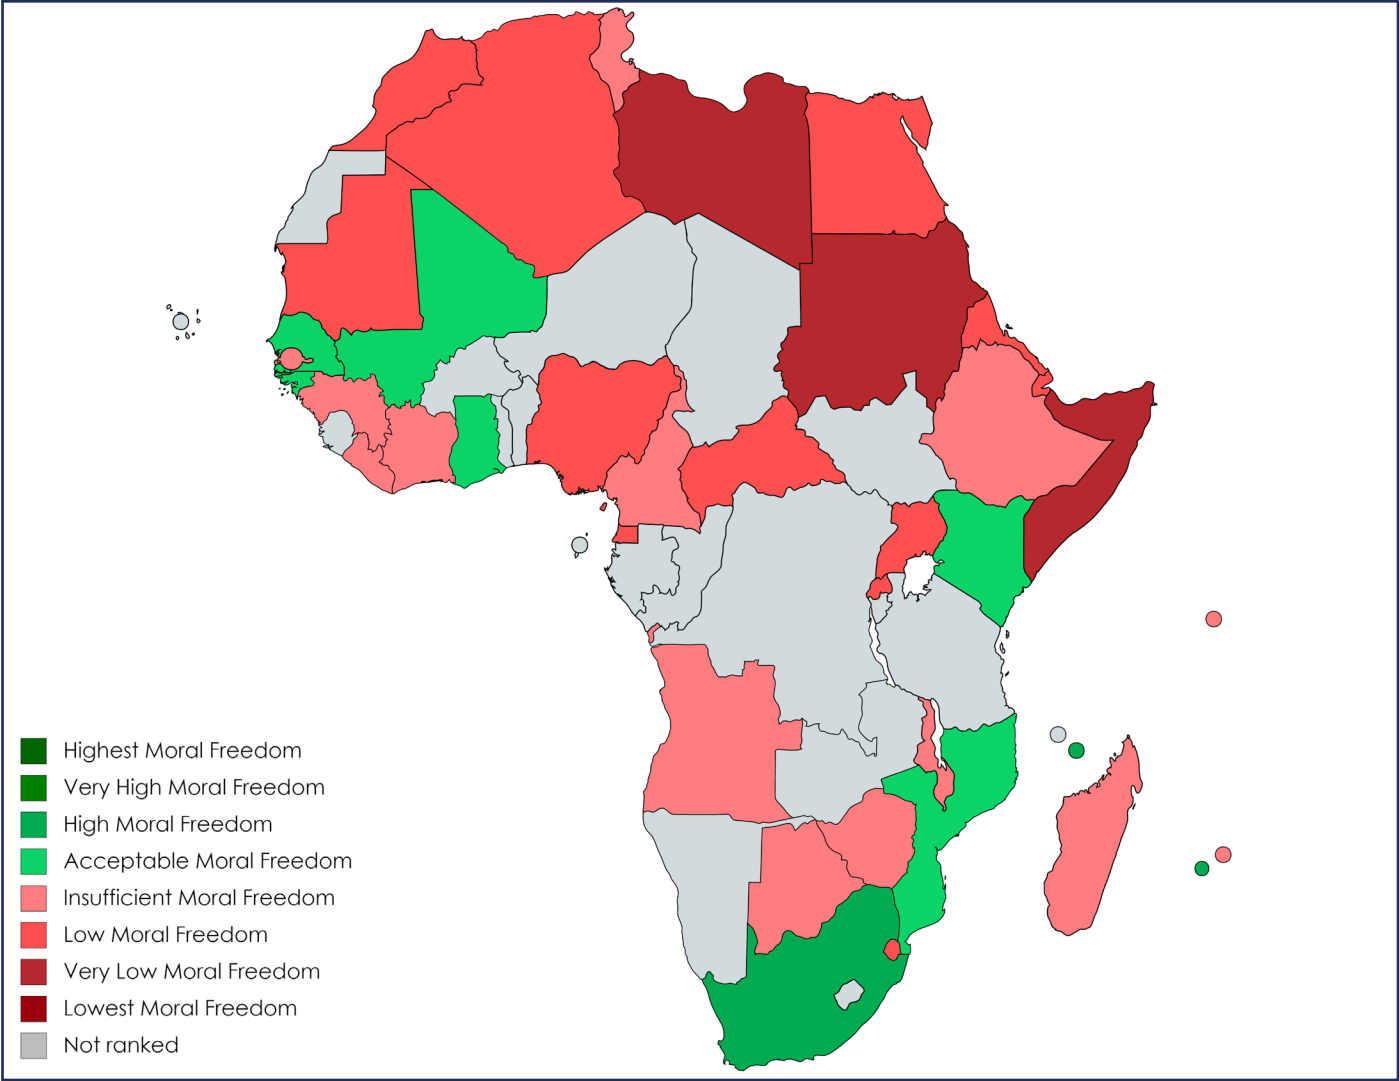 Highest Moral Freedom
Very High Moral Freedom
High Moral Freedom
Acceptable Moral Freedom
Insufficient Moral Freedom
Low Moral Freedom
Very Low Moral Freedom
Lowest Moral Freedom
Not ranked